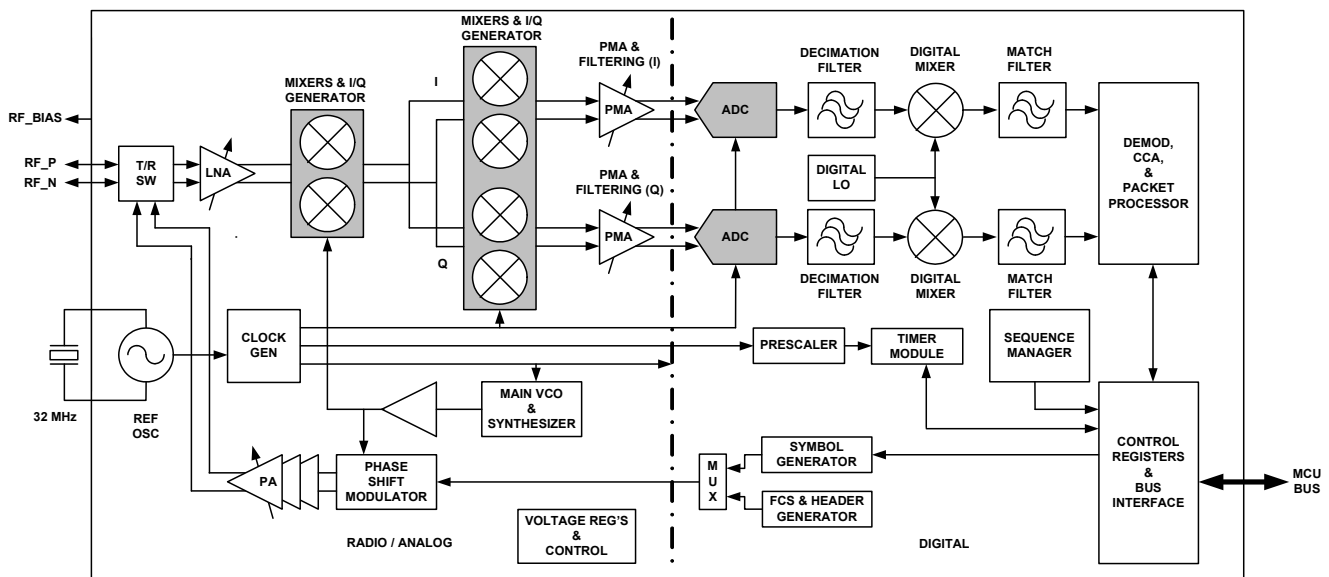 MIXERS & I/Q
GENERATOR
PMA &
FILTERING (I)
DECIMATION
FILTER
DIGITAL
MIXER
MATCH
FILTER
MIXERS & I/Q
GENERATOR
I
PMA
ADC
RF_BIAS
RF_P
RF_N
T/R
SW
LNA
DIGITAL
LO
DEMOD,
CCA,
&
PACKET
PROCESSOR
PMA &
FILTERING (Q)
PMA
ADC
Q
DECIMATION
FILTER
DIGITAL
MIXER
MATCH
FILTER
CLOCK
GEN
PRESCALER
TIMER
MODULE
SEQUENCE
MANAGER
32 MHz
REF
OSC
MAIN VCO
&
SYNTHESIZER
PA
PHASE
SHIFT
MODULATOR
MUX
SYMBOL
GENERATOR
FCS & HEADER
GENERATOR
CONTROL
REGISTERS
&
BUS
INTERFACE
MCU
BUS
VOLTAGE REG'S
&
CONTROL
RADIO / ANALOG
DIGITAL